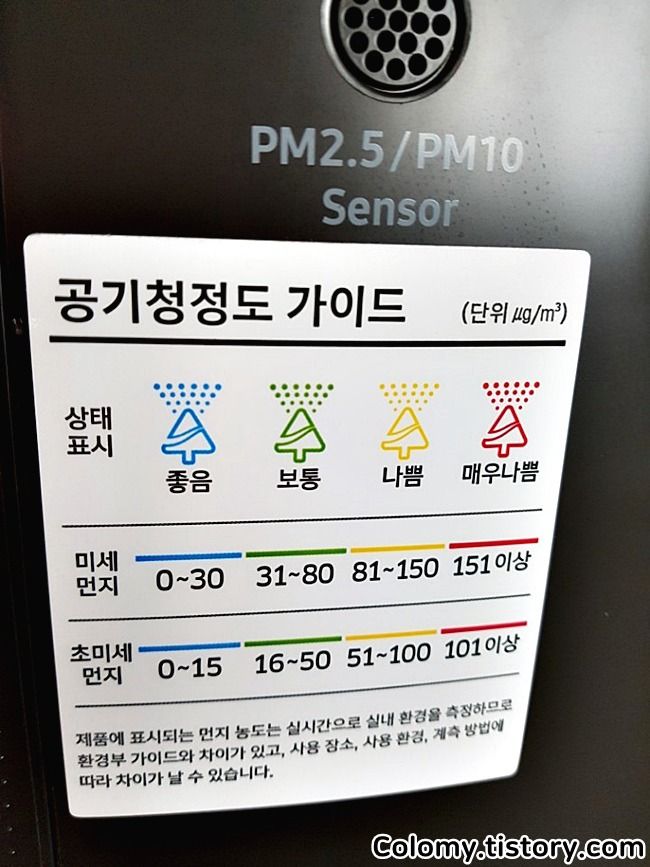 PM2.5/PM10
Sensor
공기청정도 가이드 (단위 ㎍/㎥)
상태
표시
좋음 보통 나쁨 매우나쁨
미세
먼지
0~30 31~80 81~150 151이상
초미세
먼지
0~15 16~50 51~100 101이상
제품에 표시되는 먼지 농도는 실시간으로 실내 환경을 측정하므로
환경부 가이드와 차이가 있고, 사용 장소, 사용 환경, 계측 방법에
따라 차이가 날 수 있습니다.
Colomy.tistory.com